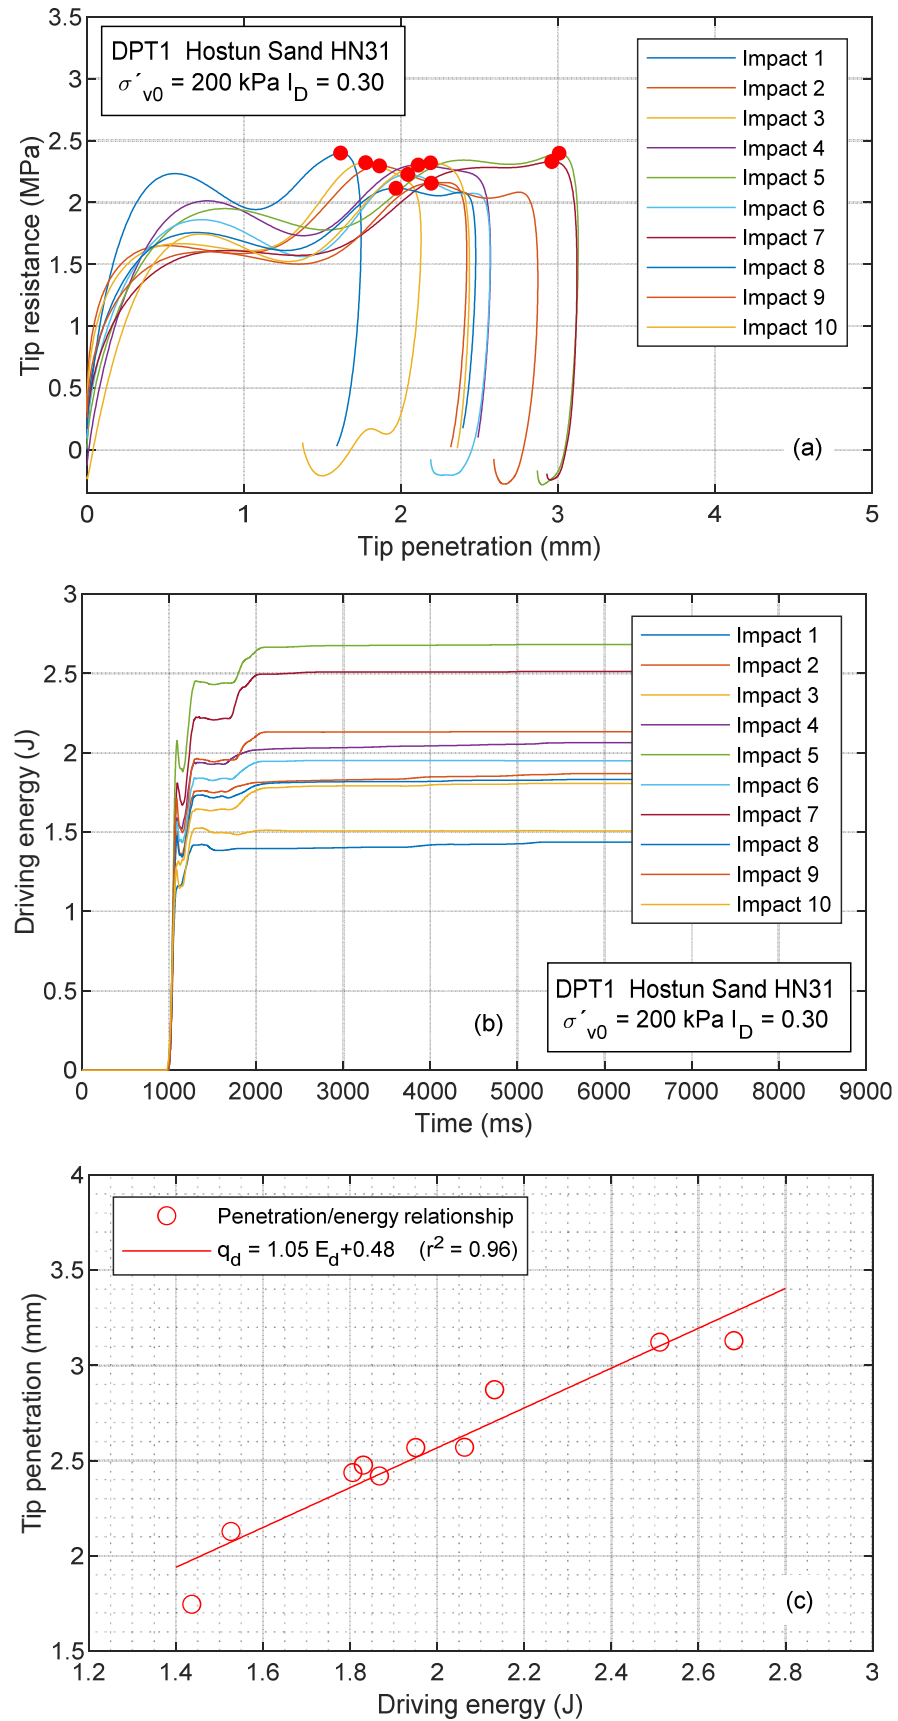 3.5
3
2.5
2
1.5
1
0.5
0
Tip resistance (MPa)
DPT1 Hostun Sand HN31
σ´v0 = 200 kPa ID = 0.30
Impact 1
Impact 2
Impact 3
Impact 4
Impact 5
Impact 6
Impact 7
Impact 8
Impact 9
Impact 10
(a)
0 1 2 3 4 5
Tip penetration (mm)
3
2.5
2
1.5
1
0.5
0
Driving energy (J)
Impact 1
Impact 2
Impact 3
Impact 4
Impact 5
Impact 6
Impact 7
Impact 8
Impact 9
Impact 10
DPT1 Hostun Sand HN31
σ´v0 = 200 kPa ID = 0.30
(b)
0 1000 2000 3000 4000 5000 6000 7000 8000 9000
Time (ms)
4
3.5
3
2.5
2
1.5
Tip penetration (mm)
Penetration/energy relationship
qd = 1.05 Ed+0.48 (r2 = 0.96)
(c)
1.2 1.4 1.6 1.8 2 2.2 2.4 2.6 2.8 3
Driving energy (J)